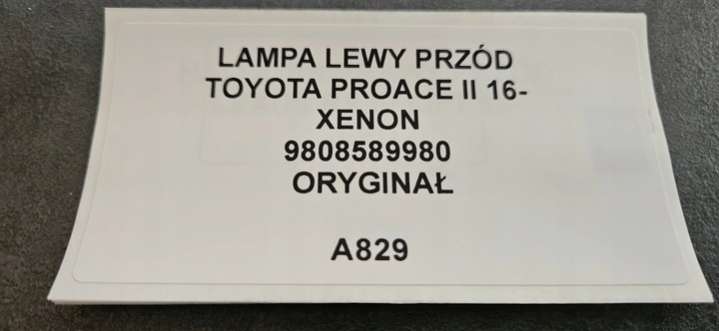 LAMPA LEWY PRZÓD
TOYOTA PROACE II 16-
XENON
9808589980
ORYGINAŁ
A829